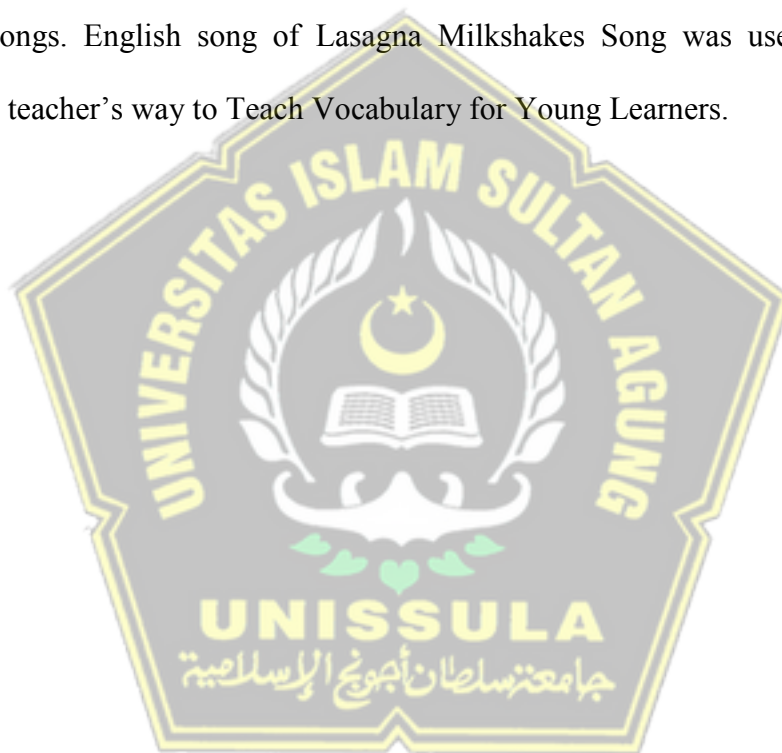 ongs. English song of Lasagna Milkshakes Song was use
teacher's way to Teach Vocabulary for Young Learners.
UNIVERSITAS ISLAM SULTAN AGUNG
UNISSULA
جامعة سلطان أجونج الإسلامية